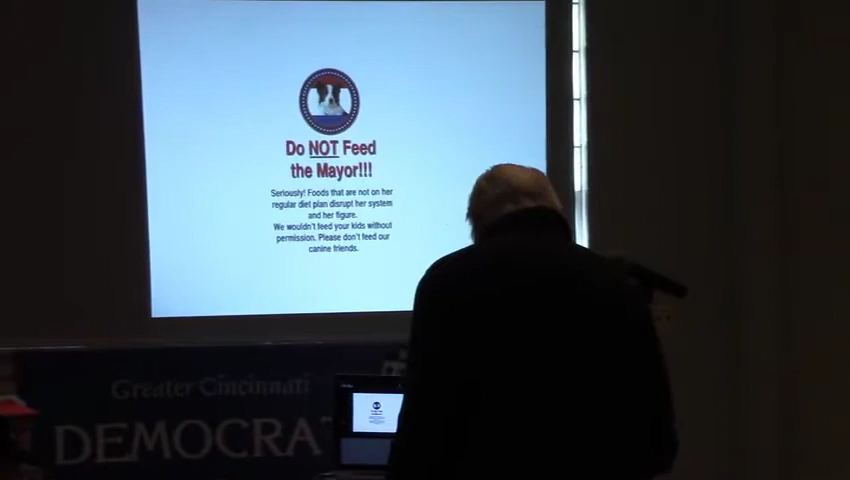 Do NOT Feed
the Mayor!!!
Seriously! Foods that are not on her
regular diet plan disrupt her system
and her figure.
We wouldn't feed your kids without
permission. Please don't feed our
canine friends.
Greater Cincinnati
DEMOCRAT